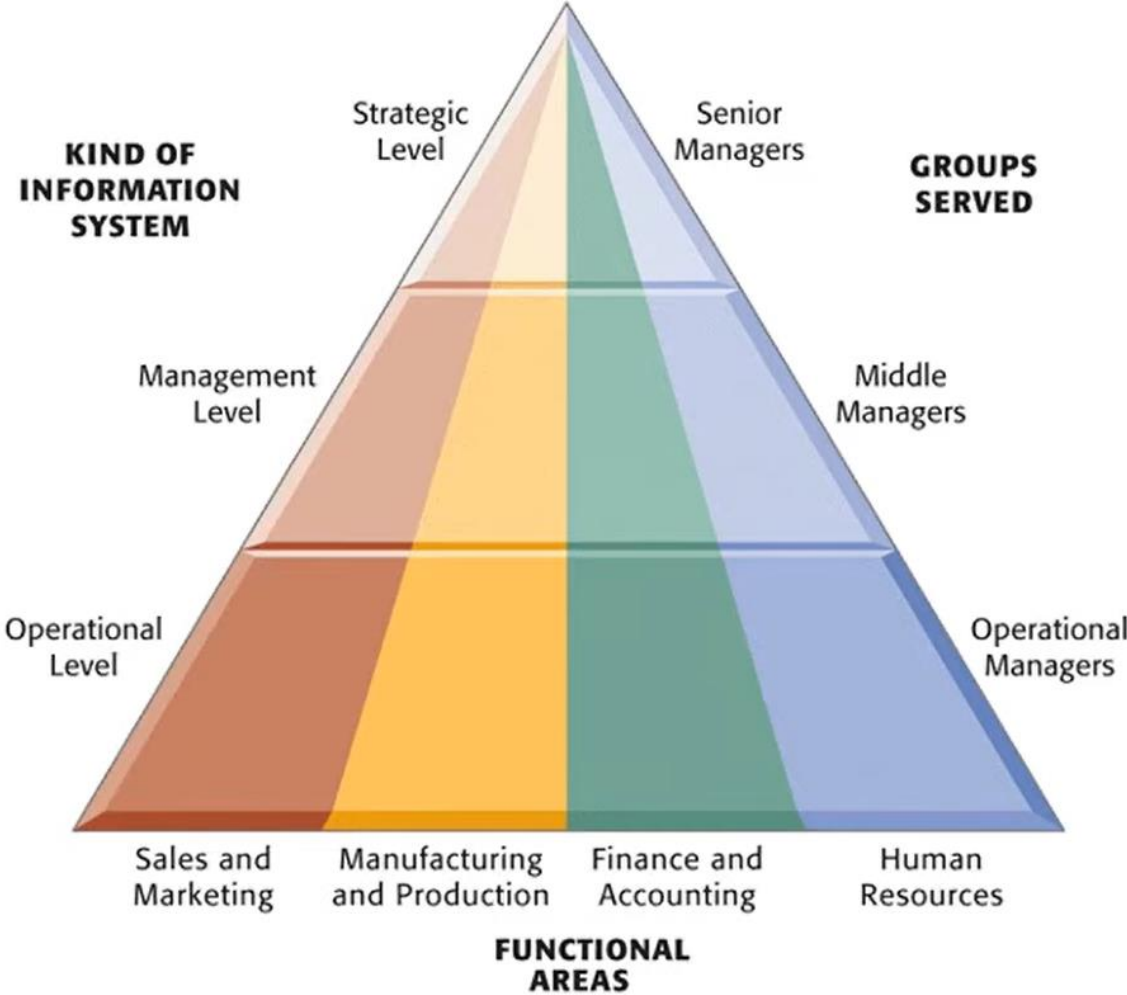 Strategic
Level
Senior
Managers
KIND OF
INFORMATION
SYSTEM
GROUPS
SERVED
Management
Level
Middle
Managers
Operational
Level
Operational
Managers
Sales and
Marketing
Manufacturing
and Production
Finance and
Accounting
Human
Resources
FUNCTIONAL
AREAS